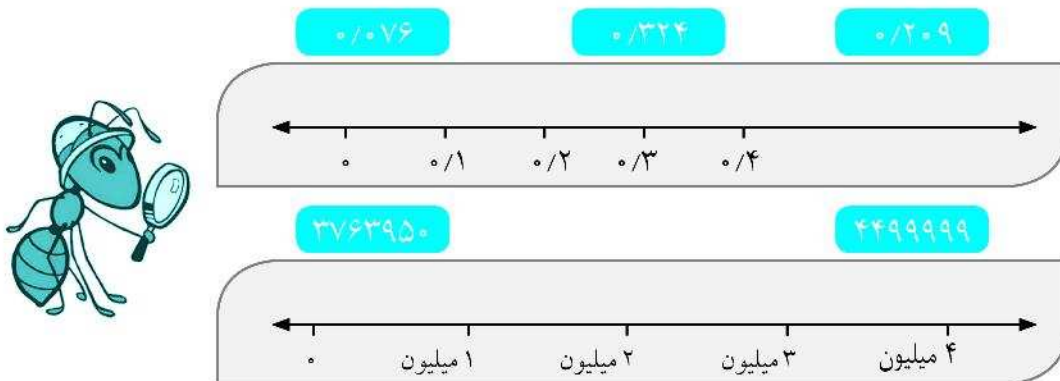 ۰/۰۷۶ ۰/۳۲۴ ۰/۲۰۹
۰ ۰/۱ ۰/۲ ۰/۳ ۰/۴
۳۷۶۳۹۵۰ ۴۴۹۹۹۹۹
۰ ۱ میلیون ۲ میلیون ۳ میلیون ۴ میلیون